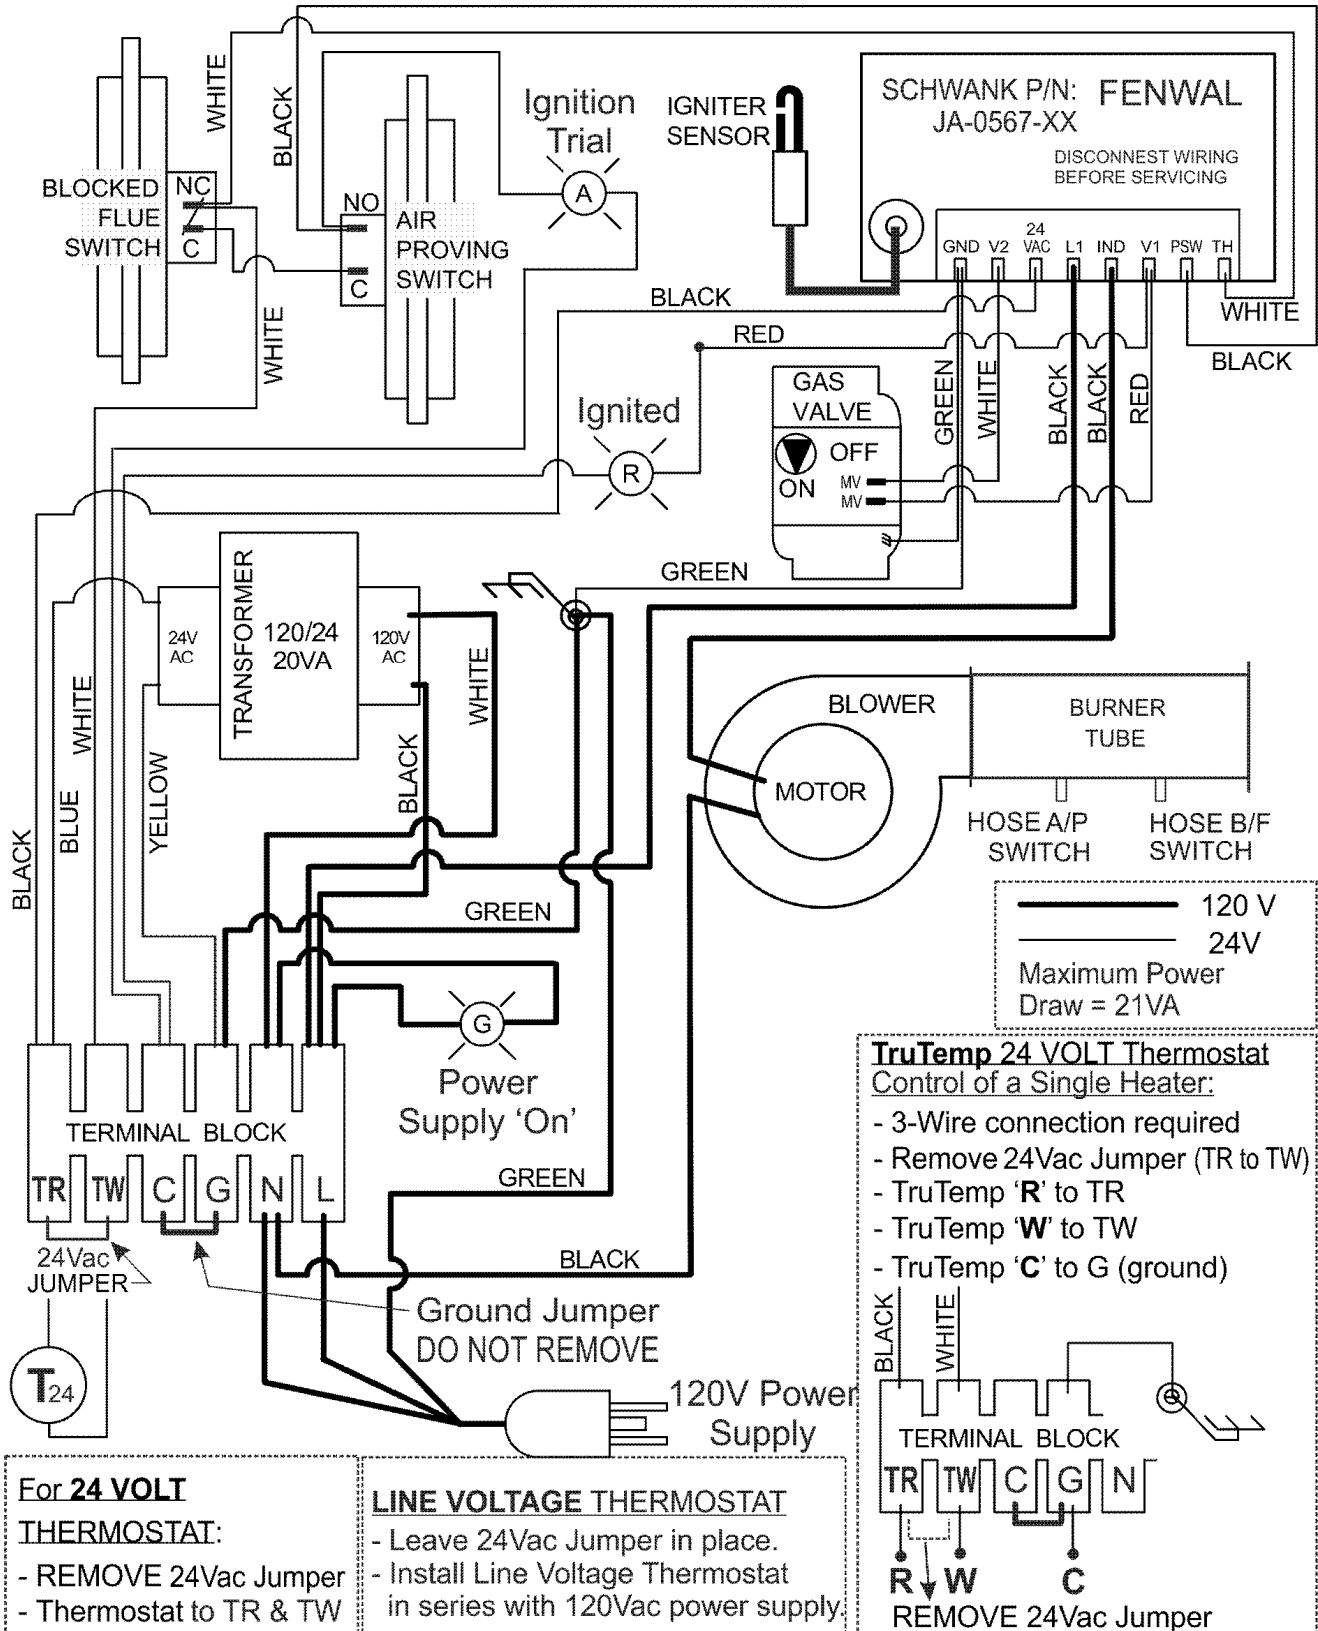 WHITE
BLACK
Ignition
Trial
A
IGNITER
SENSOR
SCHWANK P/N: FENWAL
JA-0567-XX
DISCONNEST WIRING
BEFORE SERVICING
GND V2 24 VAC L1 IND V1 PSW TH
BLOCKED
FLUE
SWITCH
NC
C
NO
C
AIR
PROVING
SWITCH
WHITE
BLACK
RED
WHITE
BLACK
GREEN
WHITE
BLACK
BLACK
RED
GAS
VALVE
OFF
ON
MV
MV
Ignited
R
GREEN
TRANSFORMER
24V
AC
120/24
20VA
120V
AC
WHITE
BLACK
BLACK
BLUE
WHITE
YELLOW
BLOWER
MOTOR
BURNER
TUBE
HOSE A/P
SWITCH
HOSE B/F
SWITCH
GREEN
120 V
24V
Maximum Power
Draw = 21VA
G
Power
Supply ‘On’
TERMINAL BLOCK
TR TW C G N L
GREEN
BLACK
24Vac
JUMPER
Ground Jumper
DO NOT REMOVE
T24
120V Power
Supply
TruTemp 24 VOLT Thermostat
Control of a Single Heater:
- 3-Wire connection required
- Remove 24Vac Jumper (TR to TW)
- TruTemp ‘R’ to TR
- TruTemp ‘W’ to TW
- TruTemp ‘C’ to G (ground)
BLACK
WHITE
TERMINAL BLOCK
TR TW C G N
R W C
REMOVE 24Vac Jumper
For 24 VOLT
THERMOSTAT:
- REMOVE 24Vac Jumper
- Thermostat to TR & TW
LINE VOLTAGE THERMOSTAT
- Leave 24Vac Jumper in place.
- Install Line Voltage Thermostat
in series with 120Vac power supply.